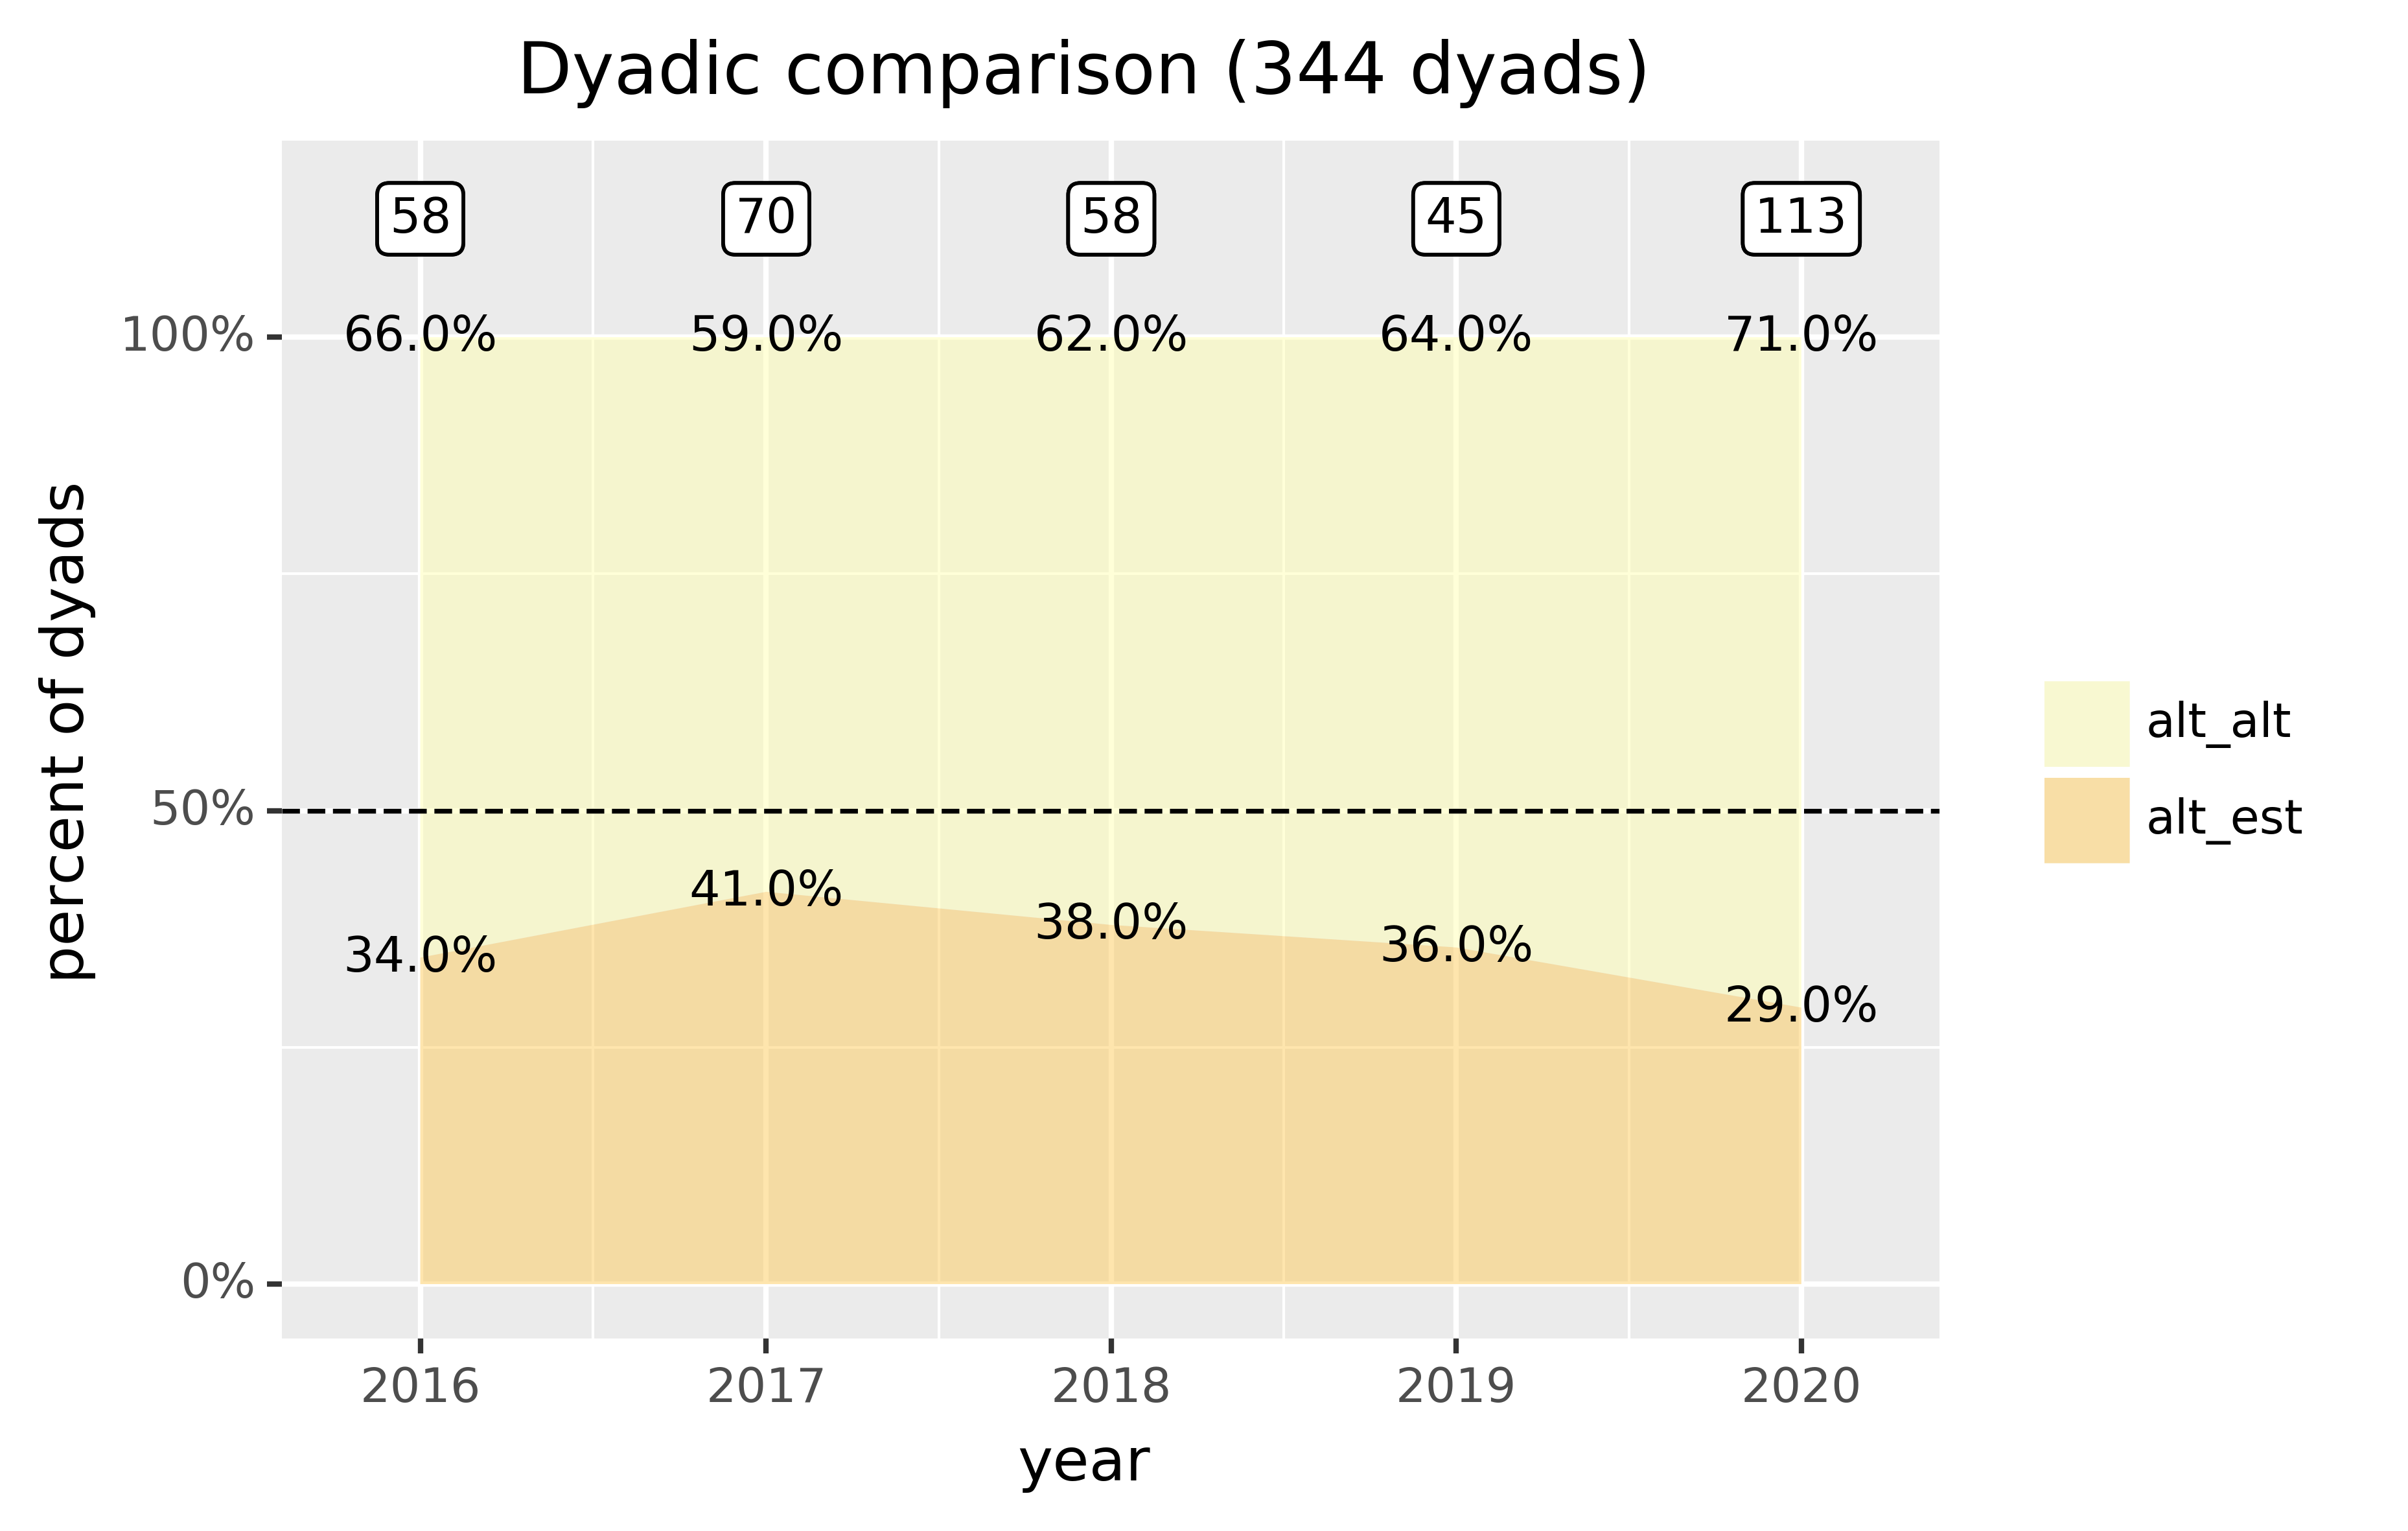 Dyadic comparison (344 dyads)
58 70 58 45 113
100% 66.0% 59.0% 62.0% 64.0% 71.0%
percent of dyads
alt_alt
50%
alt_est
41.0%
38.0%
36.0%
34.0%
29.0%
0%
2016 2017 2018 2019 2020
year